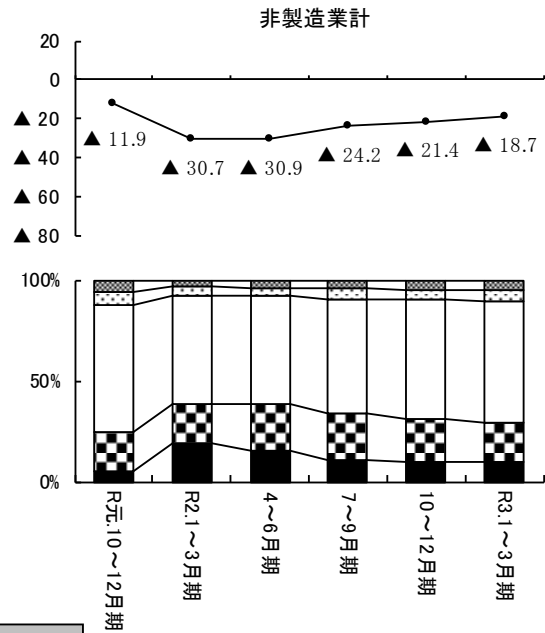 非製造業計
20
0
▲ 20
▲ 40
▲ 60
▲ 80
▲ 11.9
▲ 30.7
▲ 30.9
▲ 24.2
▲ 21.4
▲ 18.7
100%
50%
0%
R元.10～12月期
R2.1～3月期
4～6月期
7～9月期
10～12月期
R3.1～3月期